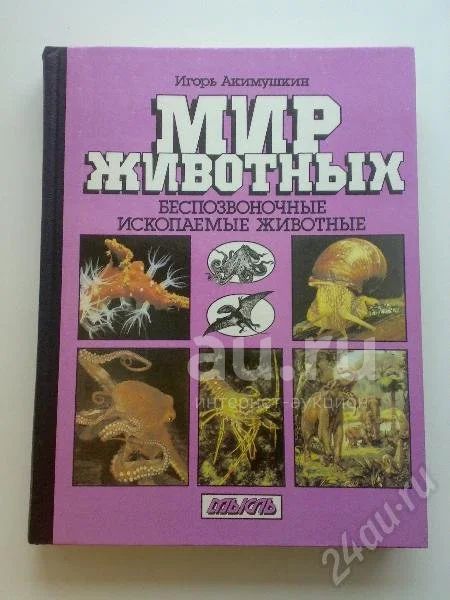 Игорь Акимушкин
МИР
ЖИВОТНЫХ
БЕСПОЗВОНОЧНЫЕ
ИСКОПАЕМЫЕ ЖИВОТНЫЕ
au.ru
интернет-аукцион
МЫСЛЬ
24au.ru